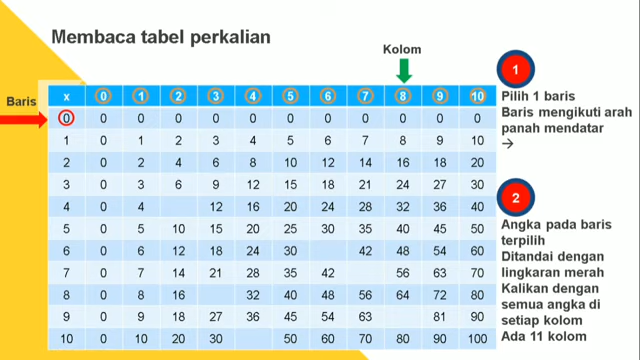 Membaca tabel perkalian
Kolom
Baris
x 0 1 2 3 4 5 6 7 8 9 10
0 0 0 0 0 0 0 0 0 0 0 0
1 0 1 2 3 4 5 6 7 8 9 10
2 0 2 4 6 8 10 12 14 16 18 20
3 0 3 6 9 12 15 18 21 24 27 30
4 0 4 12 16 20 24 28 32 36 40
5 0 5 10 15 20 25 30 35 40 45 50
6 0 6 12 18 24 30 42 48 54 60
7 0 7 14 21 28 35 42 56 63 70
8 0 8 16 32 40 48 56 64 72 80
9 0 9 18 27 36 45 54 63 81 90
10 0 10 20 30 50 60 70 80 90 100
1
Pilih 1 baris
Baris mengikuti arah
panah mendatar
→
2
Angka pada baris
terpilih
Ditandai dengan
lingkaran merah
Kalikan dengan
semua angka di
setiap kolom
Ada 11 kolom